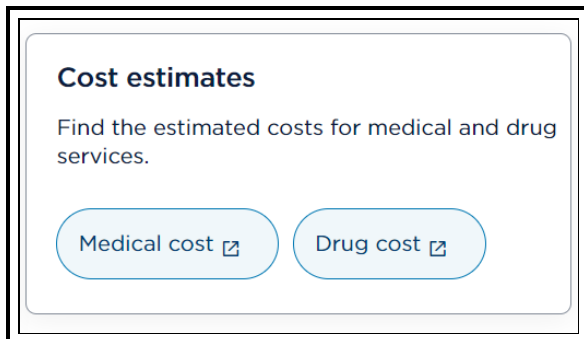 Cost estimates
Find the estimated costs for medical and drug
services.
Medical cost
Drug cost